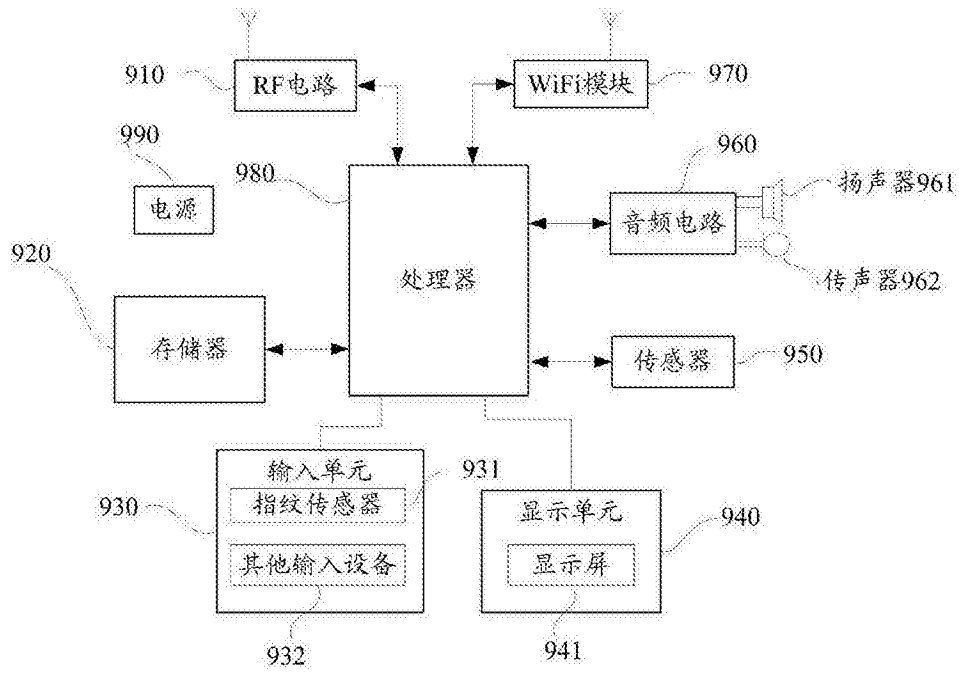 910
RF电路
WiFi模块
970
990
电源
980
处理器
960
音频电路
扬声器961
传声器962
920
存储器
传感器
950
输入单元
931
930
指纹传感器
其他输入设备
932
显示单元
940
显示屏
941